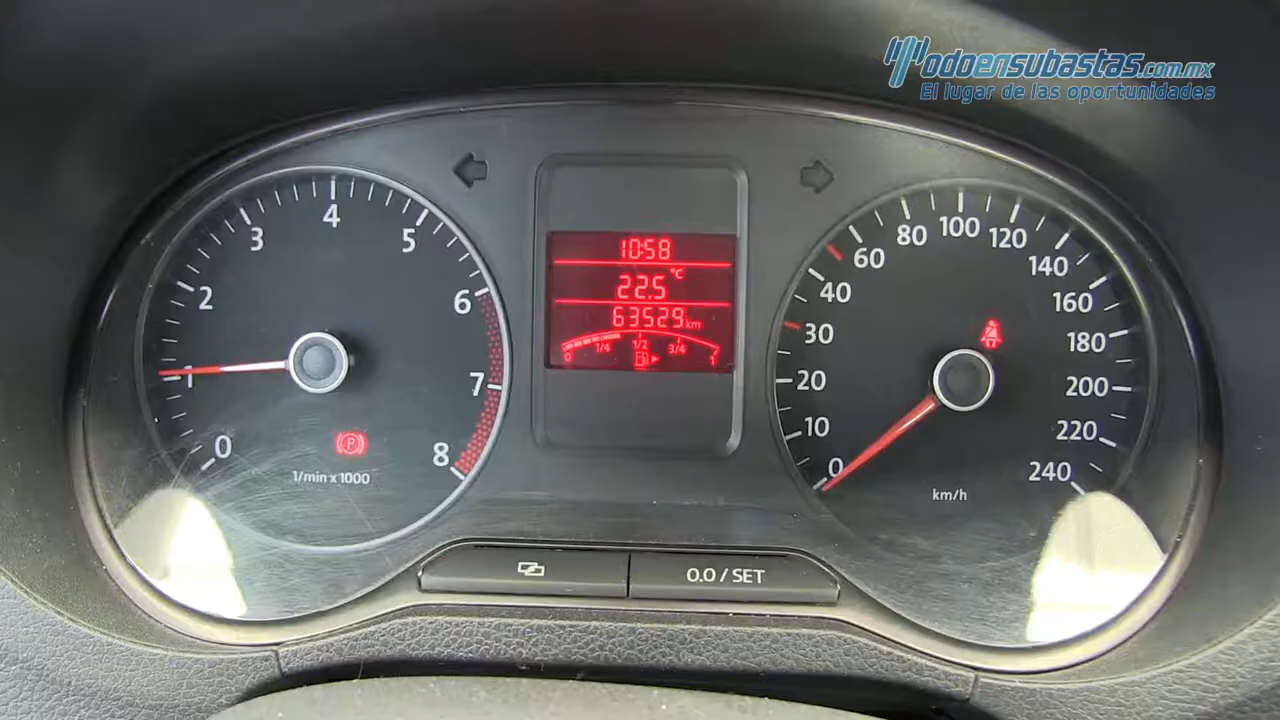 Todoensubastas.com.mx
El lugar de las oportunidades
0
1
2
3
4
5
6
7
8
P
1/min x 1000
10:58
22.5 °C
63529 km
0 1/4 1/2 3/4 1
0
10
20
30
40
60
80
100
120
140
160
180
200
220
240
km/h
0.0 / SET